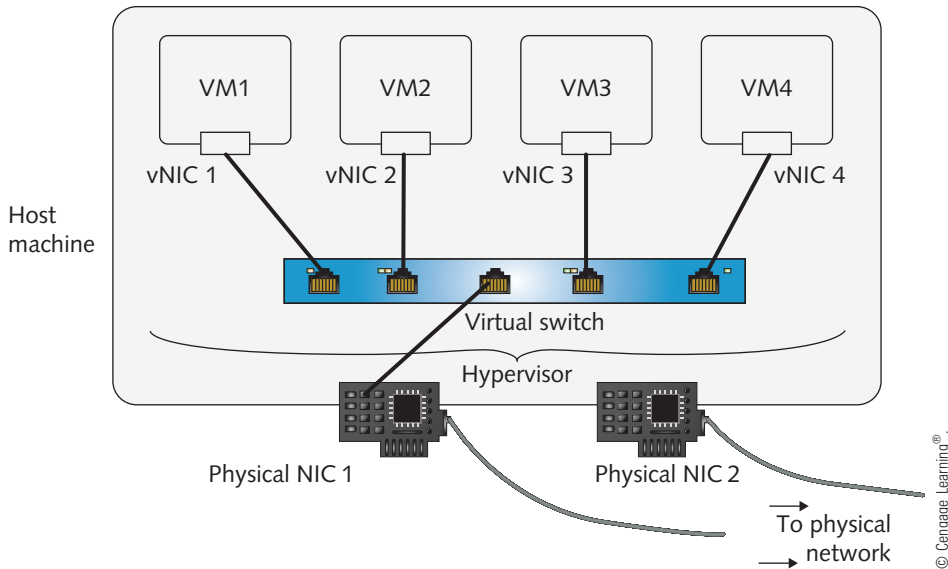 VM1
VM2
VM3
VM4
vNIC 1
vNIC 2
vNIC 3
vNIC 4
Host
machine
Virtual switch
Hypervisor
Physical NIC 1
Physical NIC 2
To physical
network
© Cengage Learning®.